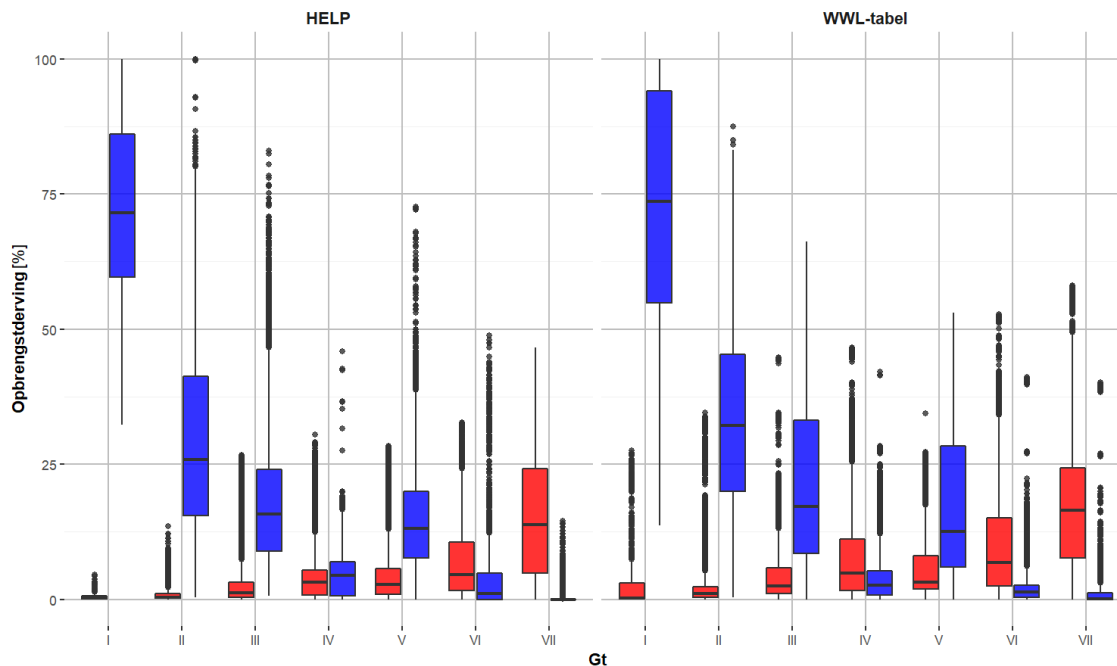 HELP WWL-tabel
Opbrengstderving [%]
100
75
50
25
0
I II III IV V VI VII I II III IV V VI VII
Gt